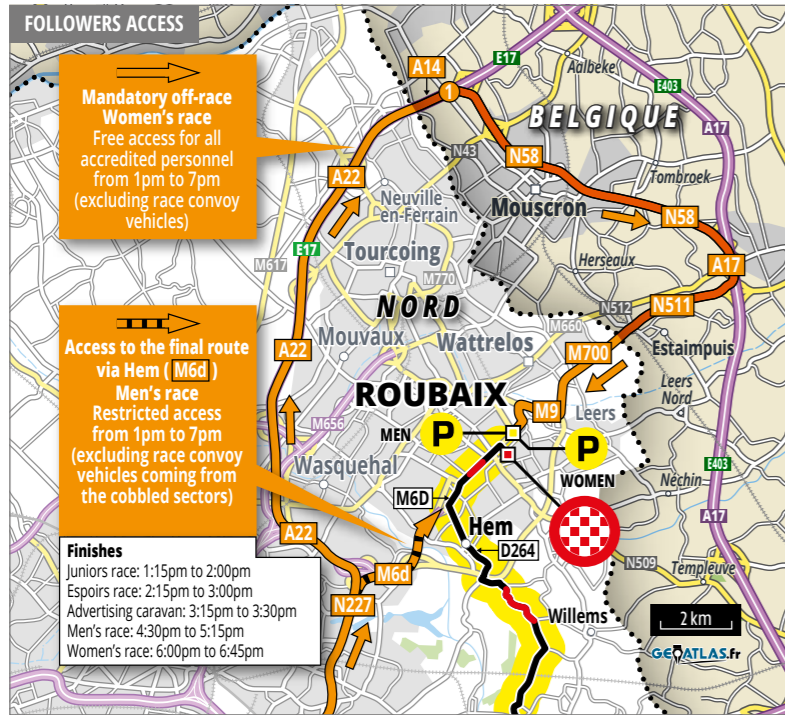 FOLLOWERS ACCESS
Mandatory off-race
Women's race
Free access for all
accredited personnel
from 1pm to 7pm
(excluding race convoy
vehicles)
A14
1
E17
Aalbeke
E403
BELGIQUE
A17
N43
N58
A22
Neuville
en-Ferrain
Mouscron
Tombroek
N58
E17
M617
Tourcoing
M770
Herseaux
A17
NORD
N512
N511
Access to the final route
via Hem ( M6d )
Men's race
Restricted access
from 1pm to 7pm
(excluding race convoy
vehicles coming from
the cobbled sectors)
A22
Mouvaux
Wattrelos
M660
M700
Estaimpuis
ROUBAIX
M9
Leers
Leers
Nord
M656
MEN
P
P
WOMEN
Wasquehal
E403
Néchin
M6D
Hem
A17
A22
D264
M6d
N509
Templeuve
N227
Willems
Finishes
Juniors race: 1:15pm to 2:00pm
Espoirs race: 2:15pm to 3:00pm
Advertising caravan: 3:15pm to 3:30pm
Men's race: 4:30pm to 5:15pm
Women's race: 6:00pm to 6:45pm
2 km
GEOATLAS.fr